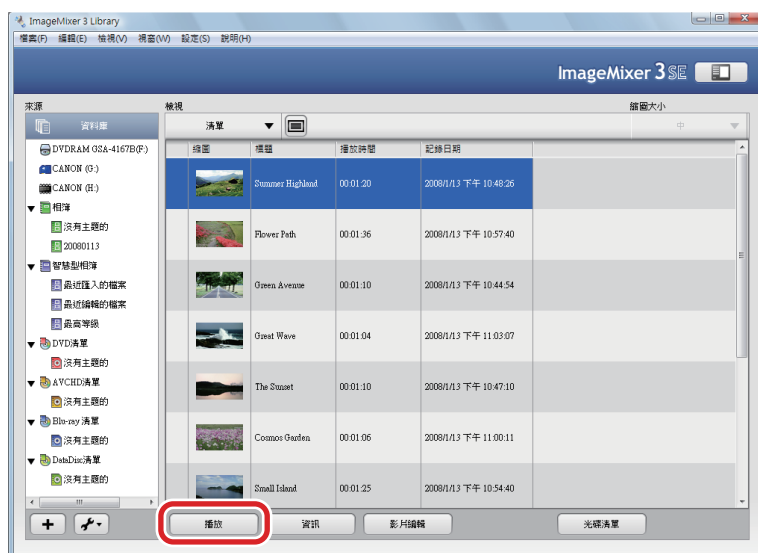 ImageMixer 3 Library
檔案(F) 編輯(E) 檢視(V) 視窗(W) 設定(S) 說明(H)
ImageMixer 3 SE
來源 檢視 縮圖大小
資料庫 清單 中
縮圖 標題 播放時間 記錄日期
DVDRAM GSA-4167B(F:)
CANON (G:)
CANON (H:)
相簿
沒有主題的
20080113
智慧型相簿
最近匯入的檔案
最近編輯的檔案
最高等級
DVD清單
沒有主題的
AVCHD清單
沒有主題的
Blu-ray 清單
沒有主題的
DataDisc清單
沒有主題的
Summer Highland 00:01:20 2008/1/13 下午 10:48:26
Flower Path 00:01:36 2008/1/13 下午 10:57:40
Green Avenue 00:01:10 2008/1/13 下午 10:44:54
Great Wave 00:01:04 2008/1/13 下午 11:03:07
The Sunset 00:01:10 2008/1/13 下午 10:47:10
Cosmos Garden 00:01:06 2008/1/13 下午 11:00:11
Small Island 00:01:25 2008/1/13 下午 10:54:40
播放 資訊 影片編輯 光碟清單